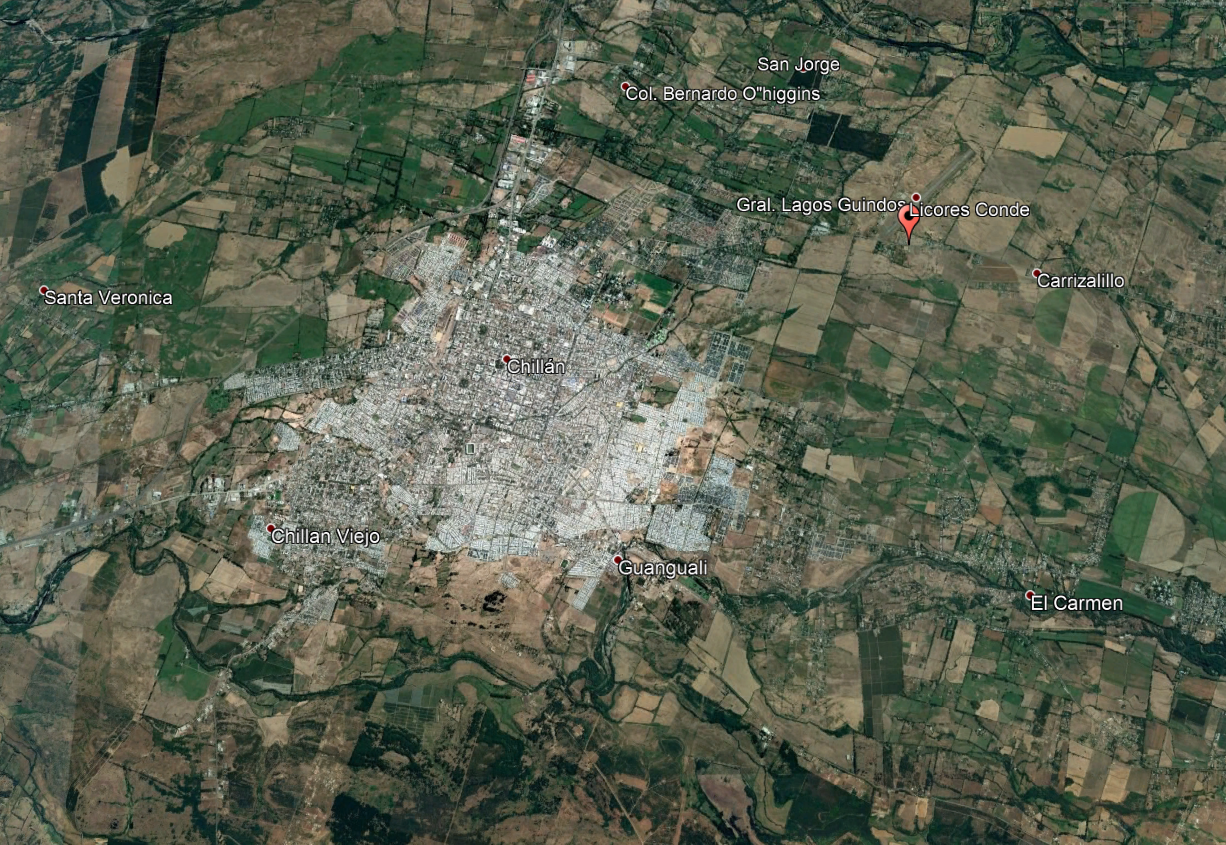 San Jorge
Col. Bernardo O"higgins
Gral. Lagos Guindos
Licores Conde
Carrizalillo
Santa Veronica
Chillán
Chillan Viejo
Guanguali
El Carmen